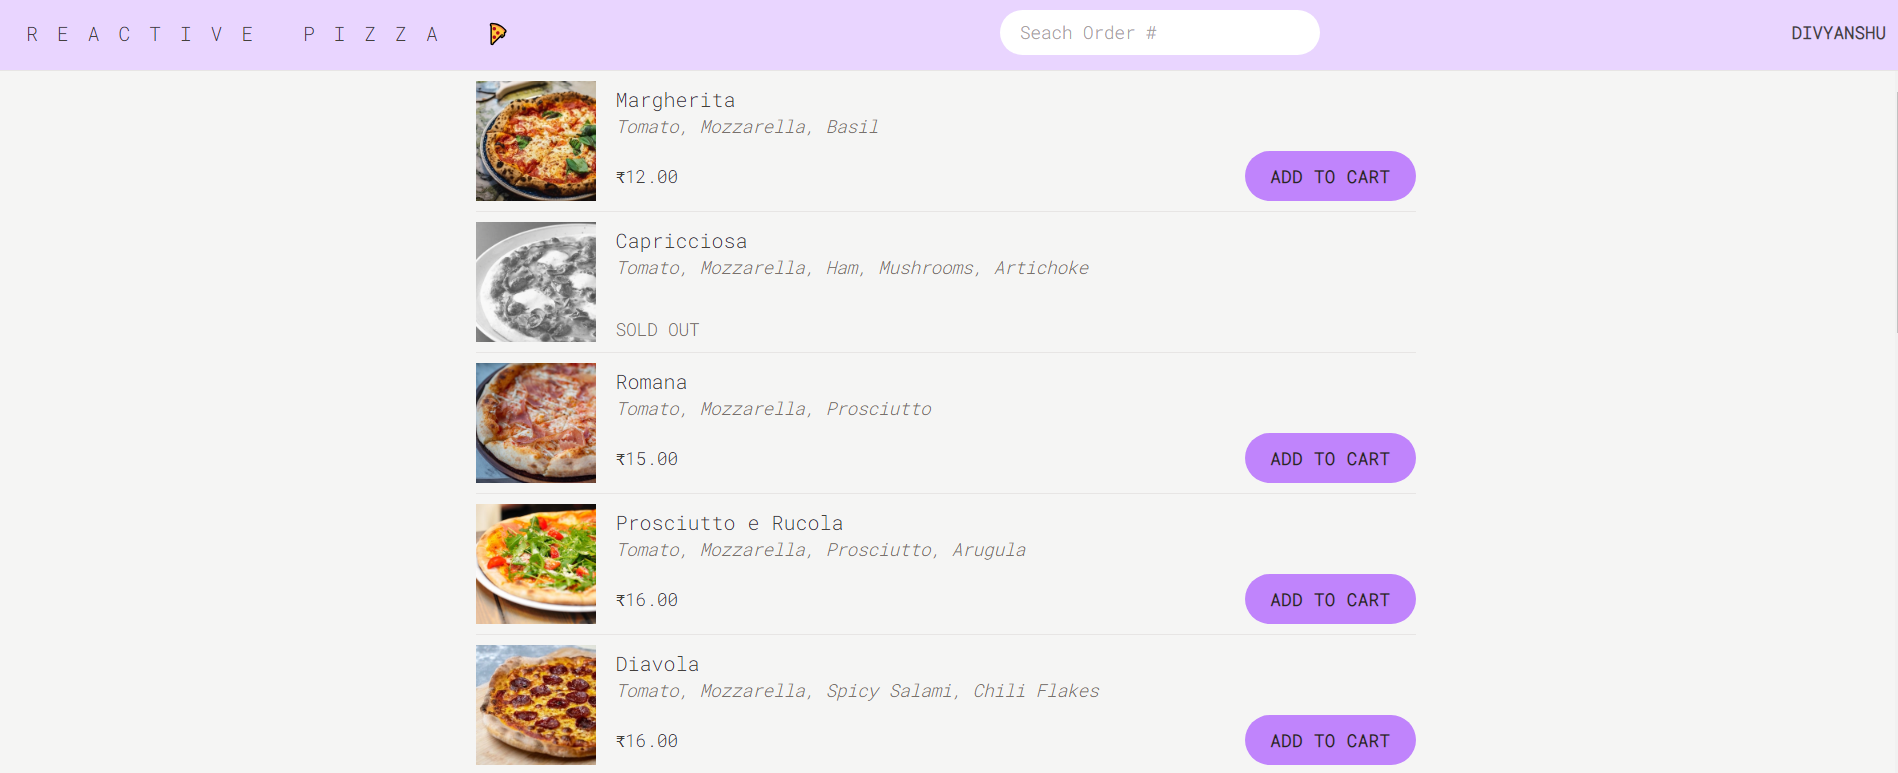 REACTIVE PIZZA 🍕
Seach Order #
DIVYANSHU
Margherita
Tomato, Mozzarella, Basil
₹12.00
ADD TO CART
Capricciosa
Tomato, Mozzarella, Ham, Mushrooms, Artichoke
SOLD OUT
Romana
Tomato, Mozzarella, Prosciutto
₹15.00
ADD TO CART
Prosciutto e Rucola
Tomato, Mozzarella, Prosciutto, Arugula
₹16.00
ADD TO CART
Diavola
Tomato, Mozzarella, Spicy Salami, Chili Flakes
₹16.00
ADD TO CART